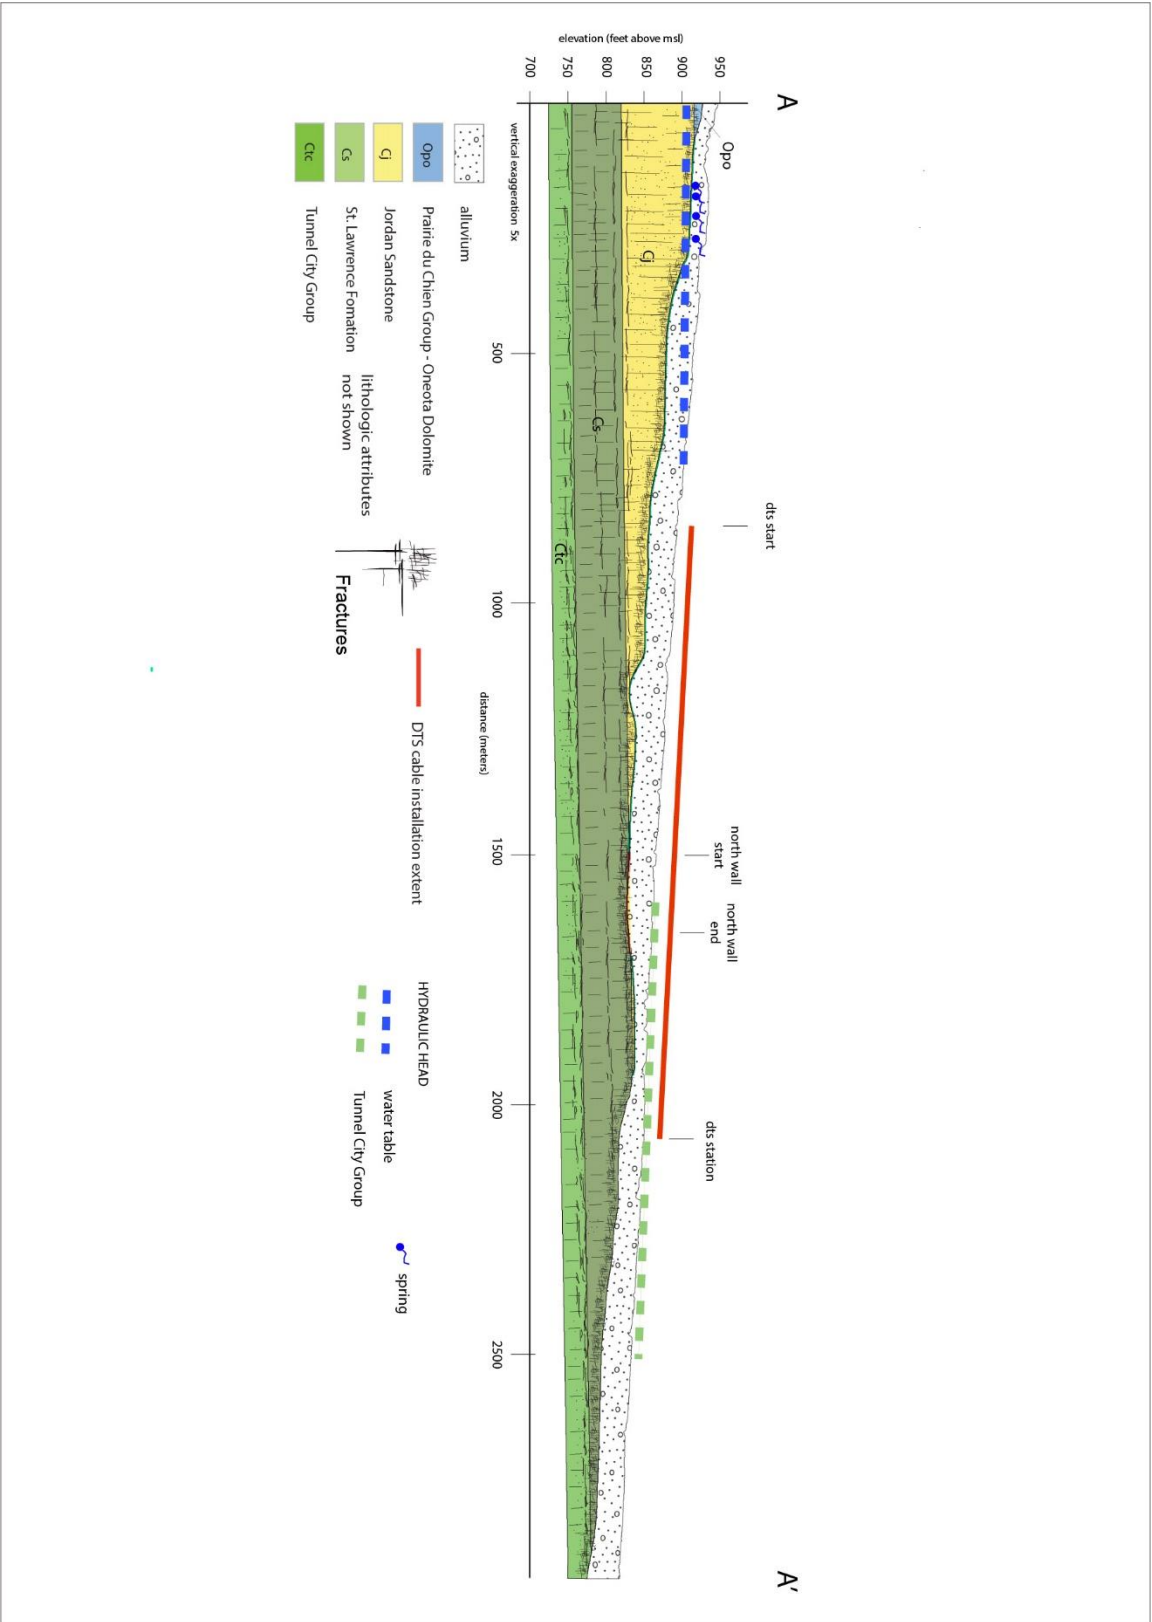 A
A'
elevation (feet above msl)
950
900
850
800
750
700
Opo
Cj
Cs
Ctc
dts start
north wall
start
north wall
end
dts station
500
1000
1500
2000
2500
vertical exaggeration 5x
distance (meters)
alluvium
Opo
Prairie du Chien Group - Oneota Dolomite
Cj
Jordan Sandstone
Cs
St. Lawrence Fomation
Ctc
Tunnel City Group
lithologic attributes
not shown
Fractures
DTS cable installation extent
HYDRAULIC HEAD
water table
Tunnel City Group
spring